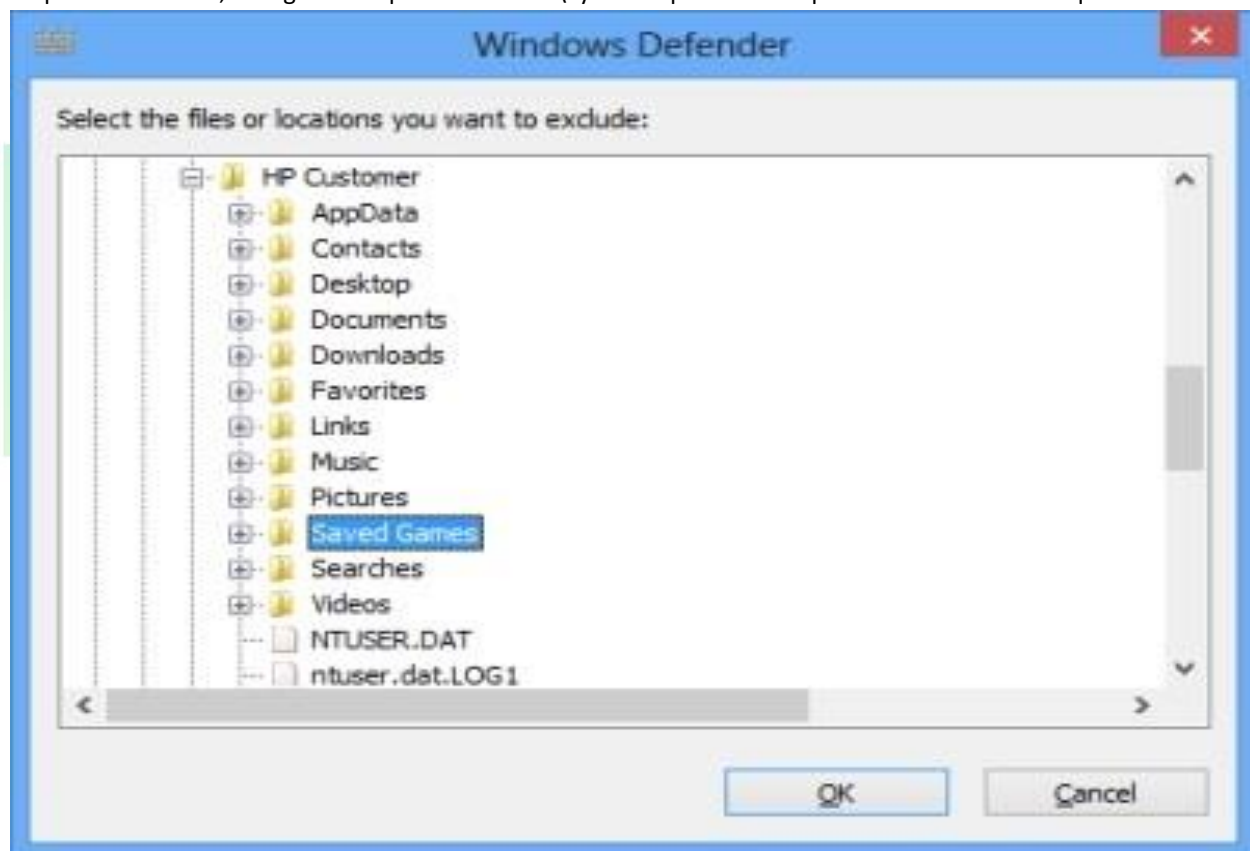 Windows Defender
Select the files or locations you want to exclude:
HP Customer
AppData
Contacts
Desktop
Documents
Downloads
Favorites
Links
Music
Pictures
Saved Games
Searches
Videos
NTUSER.DAT
ntuser.dat.LOG1
OK
Cancel